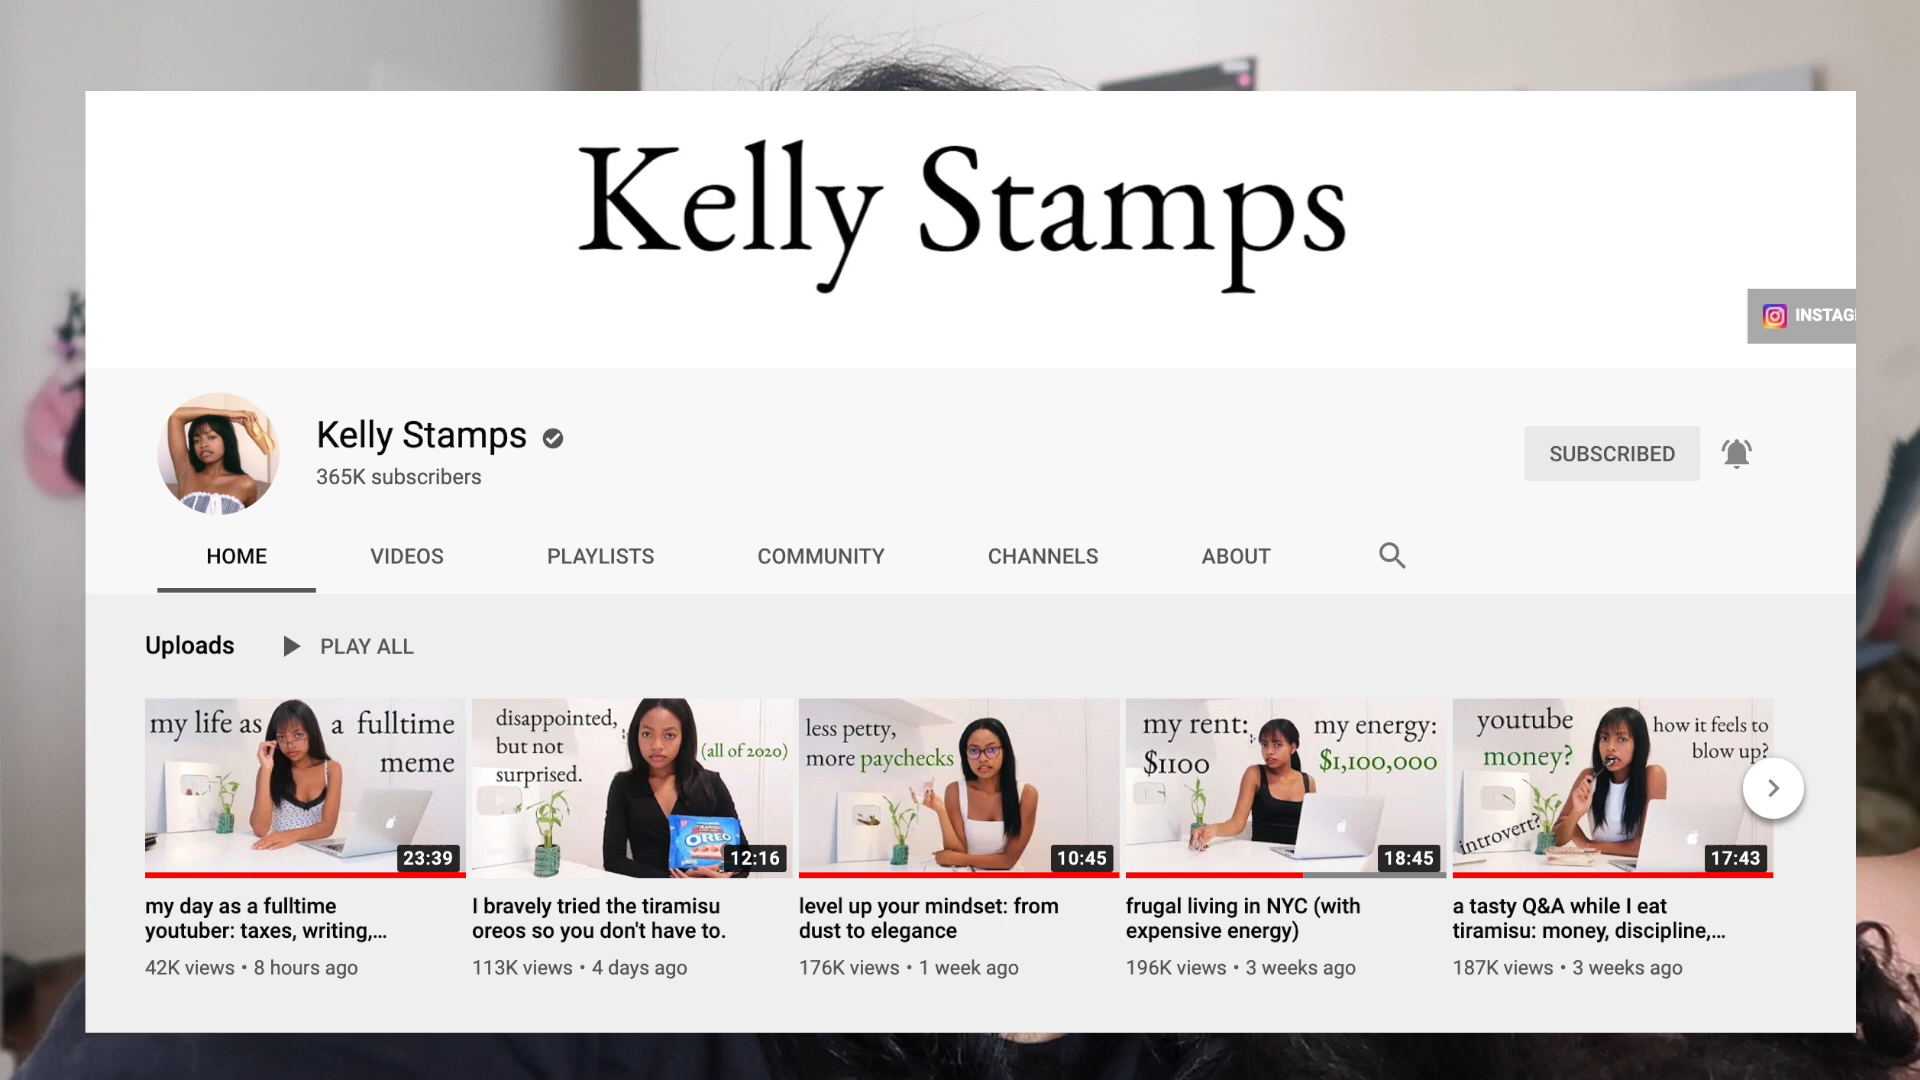 Kelly Stamps
INSTAG
Kelly Stamps
365K subscribers
SUBSCRIBED
HOME
VIDEOS
PLAYLISTS
COMMUNITY
CHANNELS
ABOUT
Uploads
PLAY ALL
my life as a fulltime
meme
23:39
my day as a fulltime
youtuber: taxes, writing,...
42K views • 8 hours ago
disappointed,
but not
surprised.
(all of 2020)
OREO
12:16
I bravely tried the tiramisu
oreos so you don't have to.
113K views • 4 days ago
less petty,
more paychecks
10:45
level up your mindset: from
dust to elegance
176K views • 1 week ago
my rent:
$1100
my energy:
$1,100,000
18:45
frugal living in NYC (with
expensive energy)
196K views • 3 weeks ago
youtube
money?
how it feels to
blow up?
introvert?
17:43
a tasty Q&A while I eat
tiramisu: money, discipline,...
187K views • 3 weeks ago